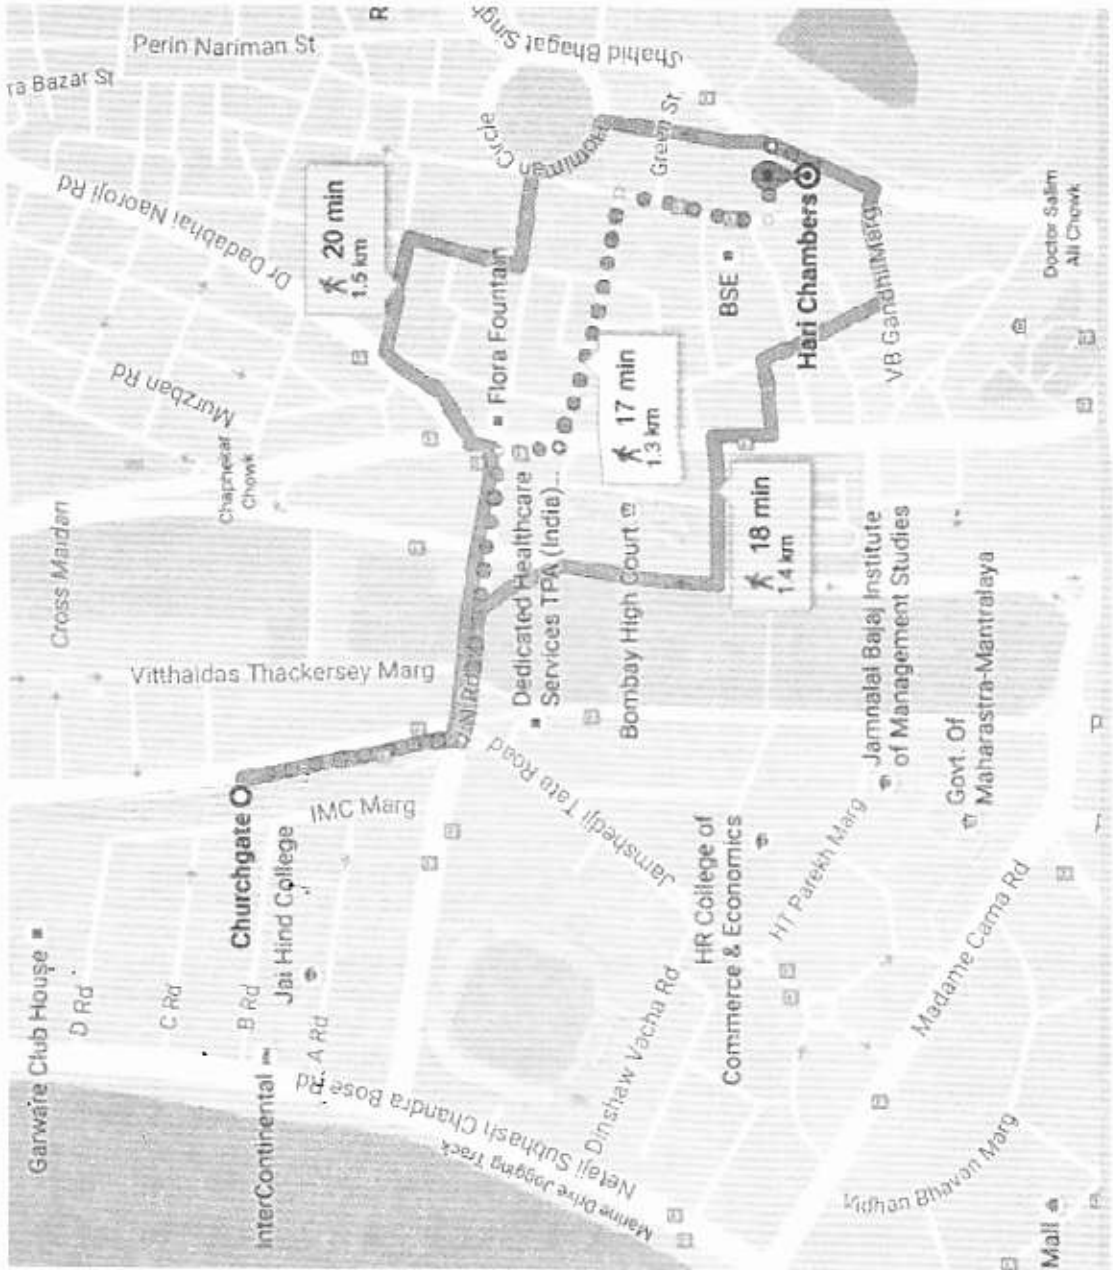 Garware Club House
D Rd
Cross Maidan
ra Bazar St
Perin Nariman St
C Rd
Murzban Rd
Dr Dadabhai Naoroji Rd
Vitthaldas Thackersey Marg
Chaphekar
Chowk
B Rd
Churchgate
InterContinental
Jai Hind College
A Rd
IMC Marg
20 min
1.5 km
R
Netaji Subhash Chandra Bose Rd
Marine Drive Jogging Track
Jamshedji Tata Road
Flora Fountain
Horniman Circle
Shahid Bhagat Singh
Dedicated Healthcare
Services TPA (India)...
Dinshaw Vacha Rd
Bombay High Court
17 min
1.3 km
Green St
HR College of
Commerce & Economics
BSE
18 min
1.4 km
Hari Chambers
HT Parekh Marg
Jamnalal Bajaj Institute
of Management Studies
VB Gandhi Marg
Vidhan Bhavan Marg
Madame Cama Rd
Govt. Of
Maharastra-Mantralaya
Mall
Doctor Salim
Ali Chowk